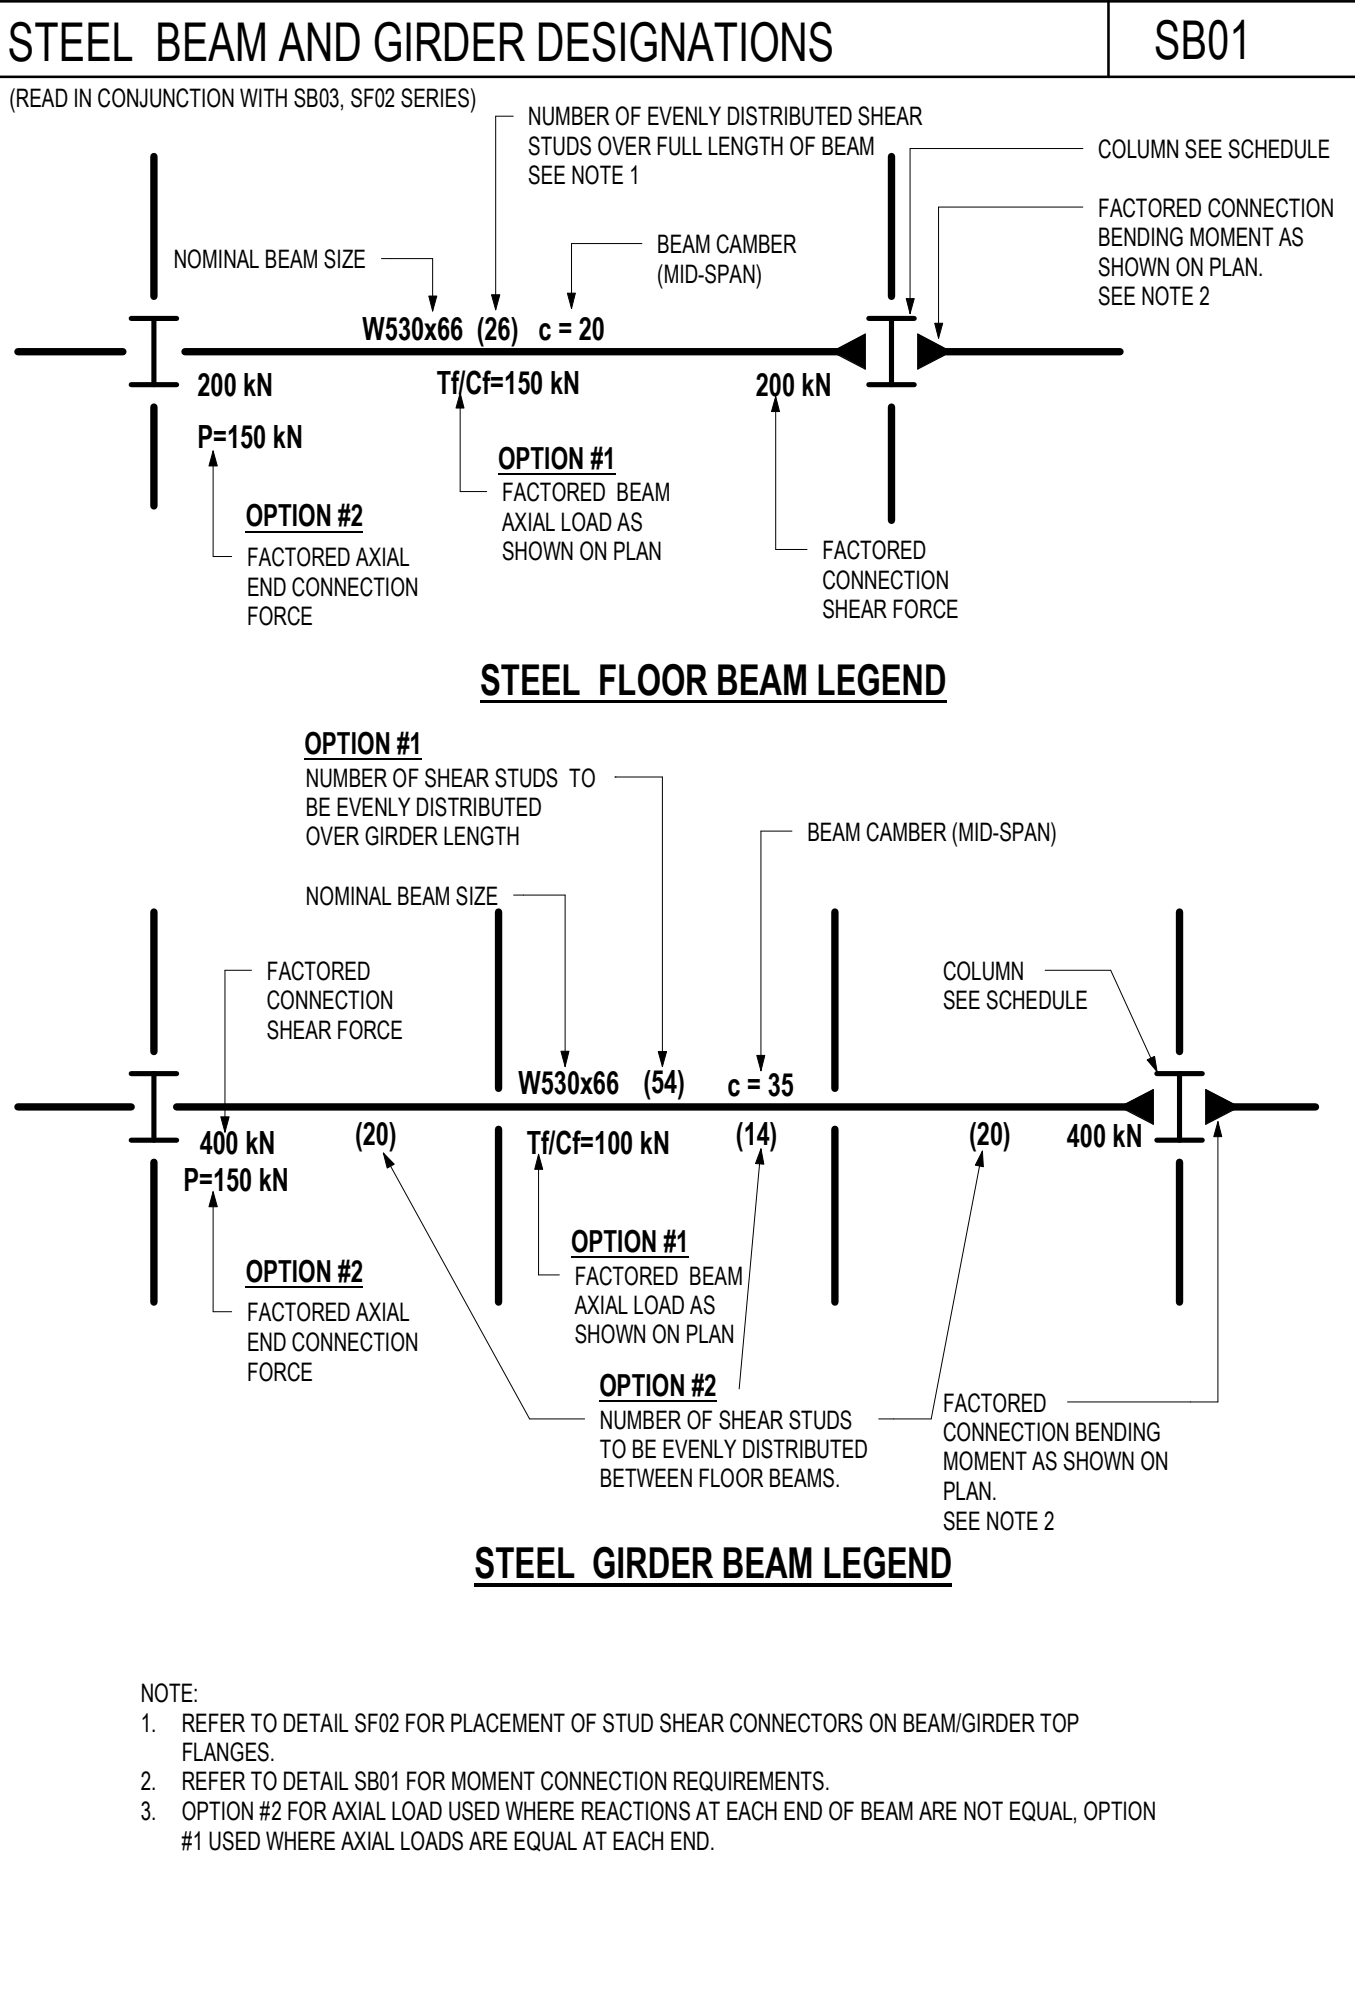 STEEL BEAM AND GIRDER DESIGNATIONS
SB01
(READ IN CONJUNCTION WITH SB03, SF02 SERIES)
NUMBER OF EVENLY DISTRIBUTED SHEAR
STUDS OVER FULL LENGTH OF BEAM
SEE NOTE 1
COLUMN SEE SCHEDULE
FACTORED CONNECTION
BENDING MOMENT AS
SHOWN ON PLAN.
SEE NOTE 2
NOMINAL BEAM SIZE
BEAM CAMBER
(MID-SPAN)
W530x66 (26) c = 20
200 kN
Tf/Cf=150 kN
200 kN
P=150 kN
OPTION #1
FACTORED BEAM
AXIAL LOAD AS
SHOWN ON PLAN
OPTION #2
FACTORED AXIAL
END CONNECTION
FORCE
FACTORED
CONNECTION
SHEAR FORCE
STEEL FLOOR BEAM LEGEND
OPTION #1
NUMBER OF SHEAR STUDS TO
BE EVENLY DISTRIBUTED
OVER GIRDER LENGTH
BEAM CAMBER (MID-SPAN)
NOMINAL BEAM SIZE
FACTORED
CONNECTION
SHEAR FORCE
COLUMN
SEE SCHEDULE
W530x66 (54) c = 35
400 kN
(20)
Tf/Cf=100 kN
(14)
(20)
400 kN
P=150 kN
OPTION #1
FACTORED BEAM
AXIAL LOAD AS
SHOWN ON PLAN
OPTION #2
FACTORED AXIAL
END CONNECTION
FORCE
OPTION #2
NUMBER OF SHEAR STUDS
TO BE EVENLY DISTRIBUTED
BETWEEN FLOOR BEAMS.
FACTORED
CONNECTION BENDING
MOMENT AS SHOWN ON
PLAN.
SEE NOTE 2
STEEL GIRDER BEAM LEGEND
NOTE:
1. REFER TO DETAIL SF02 FOR PLACEMENT OF STUD SHEAR CONNECTORS ON BEAM/GIRDER TOP
FLANGES.
2. REFER TO DETAIL SB01 FOR MOMENT CONNECTION REQUIREMENTS.
3. OPTION #2 FOR AXIAL LOAD USED WHERE REACTIONS AT EACH END OF BEAM ARE NOT EQUAL, OPTION
#1 USED WHERE AXIAL LOADS ARE EQUAL AT EACH END.